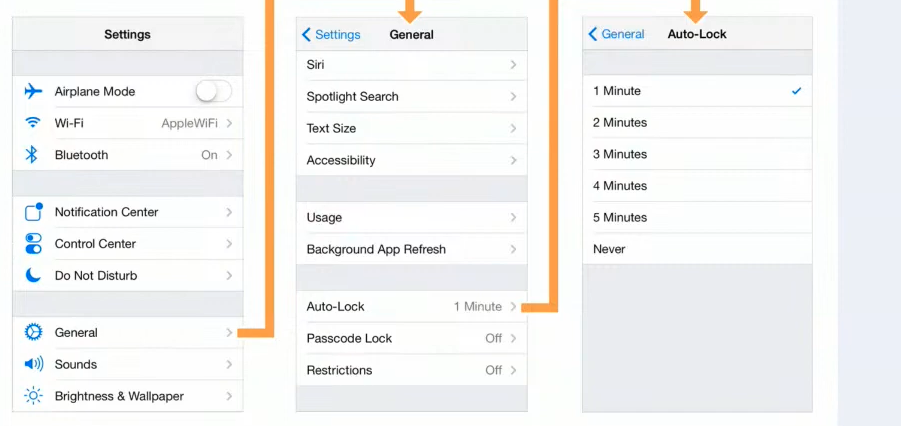 Settings
Airplane Mode
Wi-Fi AppleWiFi
Bluetooth On
Notification Center
Control Center
Do Not Disturb
General
Sounds
Brightness & Wallpaper
Settings General
Siri
Spotlight Search
Text Size
Accessibility
Usage
Background App Refresh
Auto-Lock 1 Minute
Passcode Lock Off
Restrictions Off
General Auto-Lock
1 Minute
2 Minutes
3 Minutes
4 Minutes
5 Minutes
Never